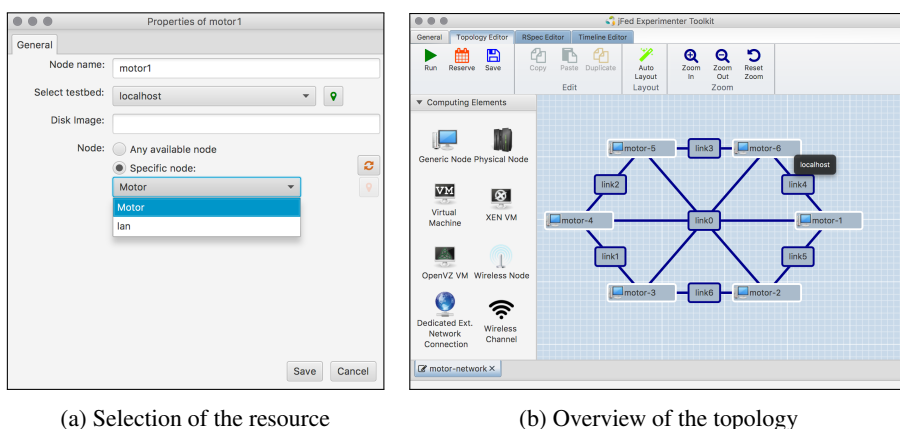 Properties of motor1
General
Node name: motor1
Select testbed: localhost
Disk Image:
Node: Any available node
Specific node:
Motor
Motor
lan
Save Cancel
(a) Selection of the resource
jFed Experimenter Toolkit
General Topology Editor RSpec Editor Timeline Editor
Run Reserve Save Copy Paste Duplicate Auto Layout Zoom In Zoom Out Reset Zoom
Edit Layout Zoom
Computing Elements
Generic Node Physical Node
Virtual Machine XEN VM
OpenVZ VM Wireless Node
Dedicated Ext. Network Connection Wireless Channel
motor-5 link3 motor-6
localhost
link2 link4
motor-4 link0 motor-1
link1 link5
motor-3 link6 motor-2
motor-network ×
(b) Overview of the topology